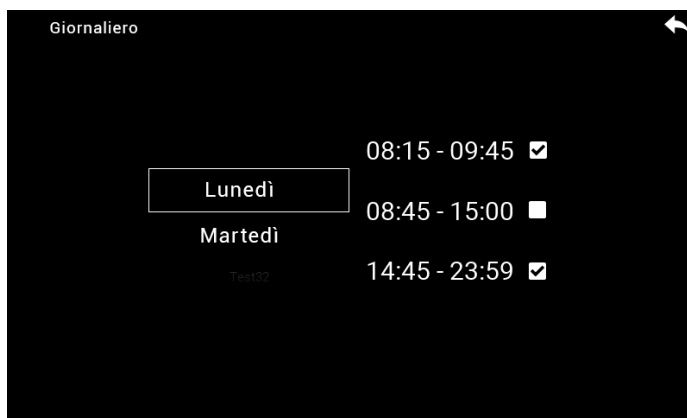 Giornaliero
08:15 - 09:45
Lunedì
08:45 - 15:00
Martedì
Test32
14:45 - 23:59